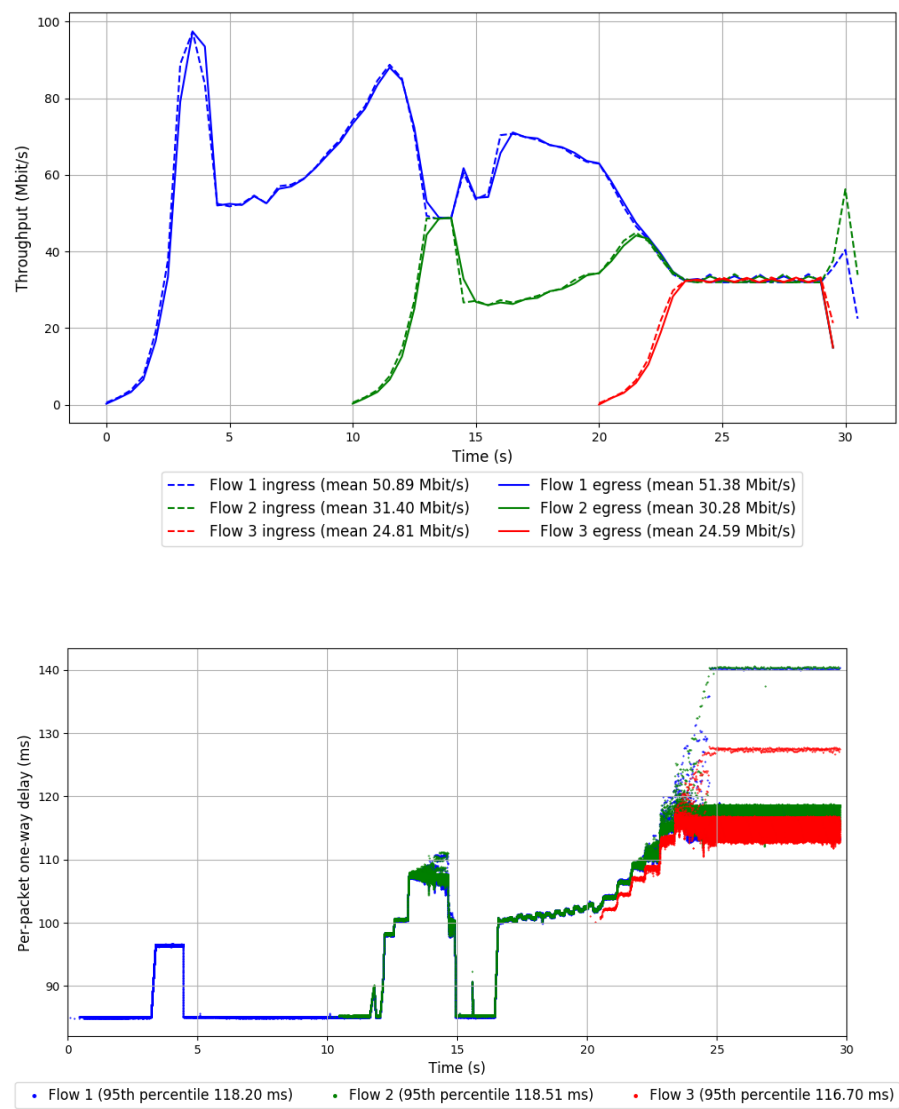 100
80
60
40
20
0
Throughput (Mbit/s)
0 5 10 15 20 25 30
Time (s)
Flow 1 ingress (mean 50.89 Mbit/s) Flow 1 egress (mean 51.38 Mbit/s)
Flow 2 ingress (mean 31.40 Mbit/s) Flow 2 egress (mean 30.28 Mbit/s)
Flow 3 ingress (mean 24.81 Mbit/s) Flow 3 egress (mean 24.59 Mbit/s)
140
130
120
110
100
90
Per-packet one-way delay (ms)
0 5 10 15 20 25 30
Time (s)
Flow 1 (95th percentile 118.20 ms) Flow 2 (95th percentile 118.51 ms) Flow 3 (95th percentile 116.70 ms)